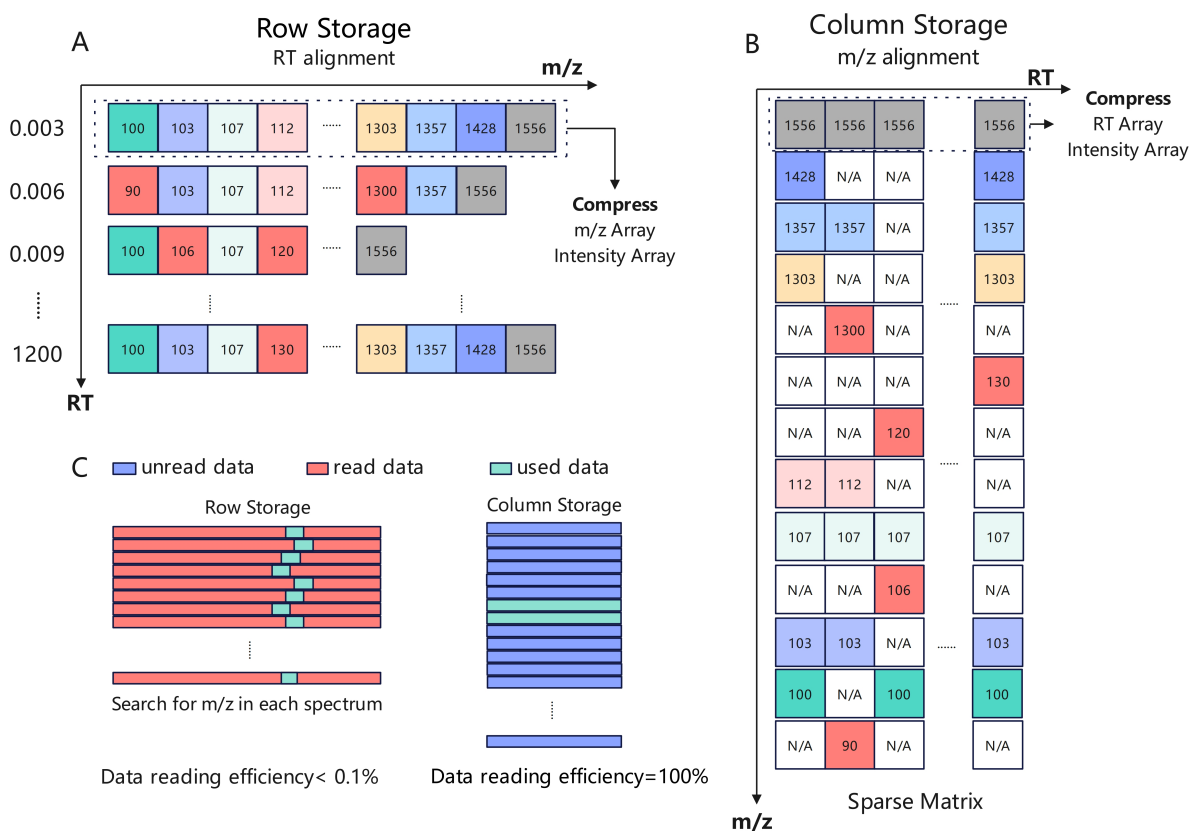 A
Row Storage
RT alignment
m/z
0.003
100 103 107 112 ...... 1303 1357 1428 1556
0.006
90 103 107 112 ...... 1300 1357 1556
0.009
100 106 107 120 ...... 1556
1200
100 103 107 130 ...... 1303 1357 1428 1556
RT
Compress
m/z Array
Intensity Array
B
Column Storage
m/z alignment
RT
Compress
RT Array
Intensity Array
1556 1556 1556 1556
1428 N/A N/A 1428
1357 1357 N/A 1357
1303 N/A N/A ...... 1303
N/A 1300 N/A N/A
N/A N/A N/A 130
N/A N/A 120 N/A
112 112 N/A ...... N/A
107 107 107 107
N/A N/A 106 N/A
103 103 N/A ...... 103
100 N/A 100 100
N/A 90 N/A N/A
m/z
Sparse Matrix
C
unread data
read data
used data
Row Storage
Search for m/z in each spectrum
Data reading efficiency< 0.1%
Column Storage
Data reading efficiency=100%